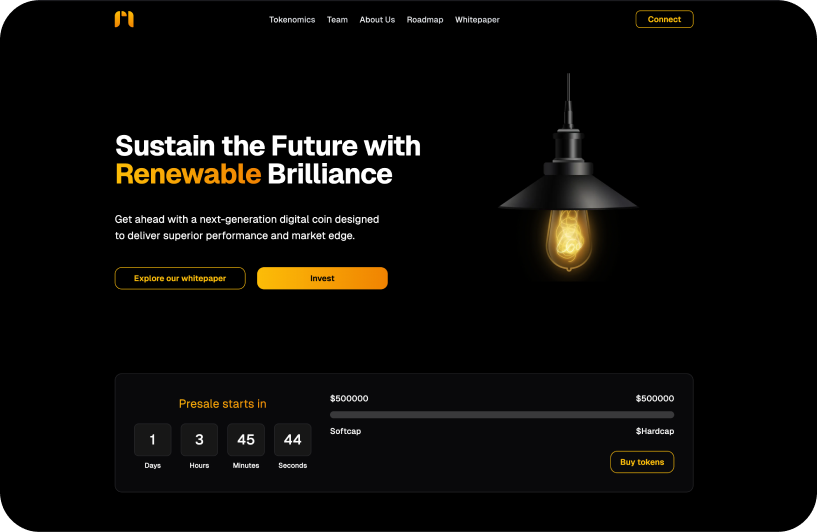 Tokenomics Team About Us Roadmap Whitepaper
Connect
Sustain the Future with
Renewable Brilliance
Get ahead with a next-generation digital coin designed
to deliver superior performance and market edge.
Explore our whitepaper
Invest
Presale starts in
1 3 45 44
Days Hours Minutes Seconds
$500000 $500000
Softcap $Hardcap
Buy tokens